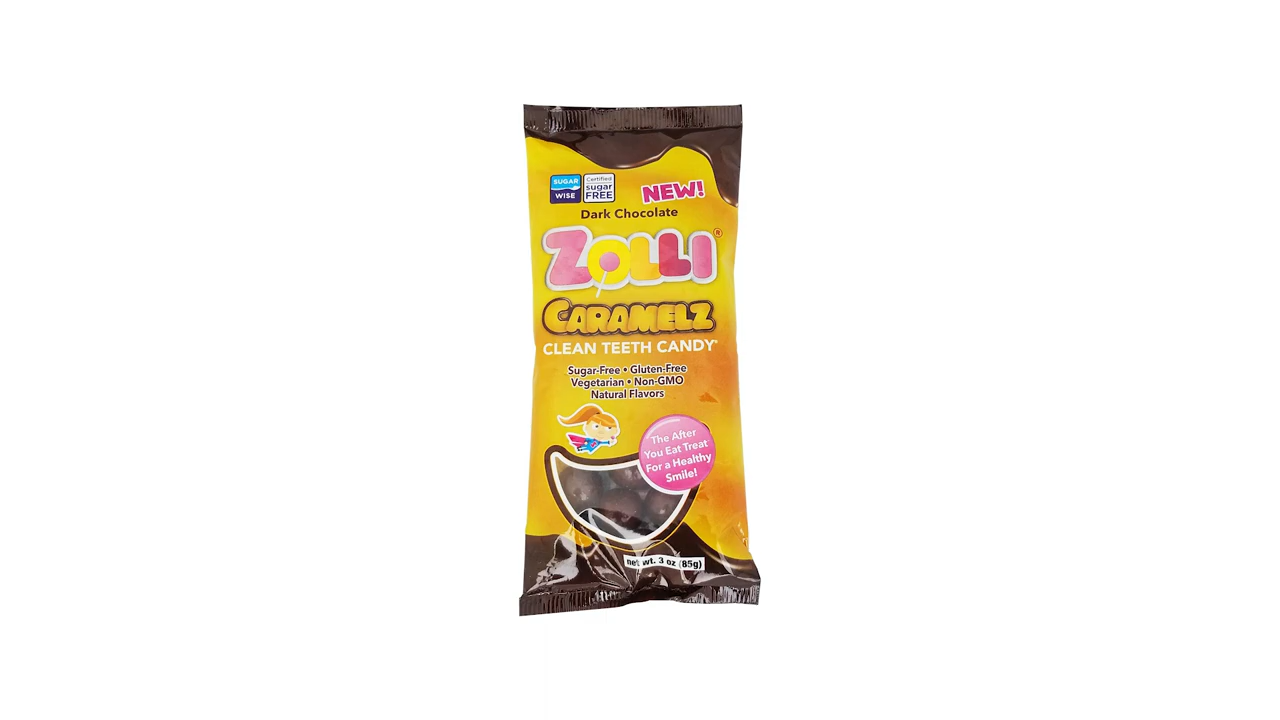 SUGAR
WISE
Certified
sugar
FREE
NEW!
Dark Chocolate
ZOLLI®
CARAMELZ
CLEAN TEETH CANDY
Sugar-Free • Gluten-Free
Vegetarian • Non-GMO
Natural Flavors
The After
You Eat Treat
For a Healthy
Smile!
net wt. 3 oz (85g)